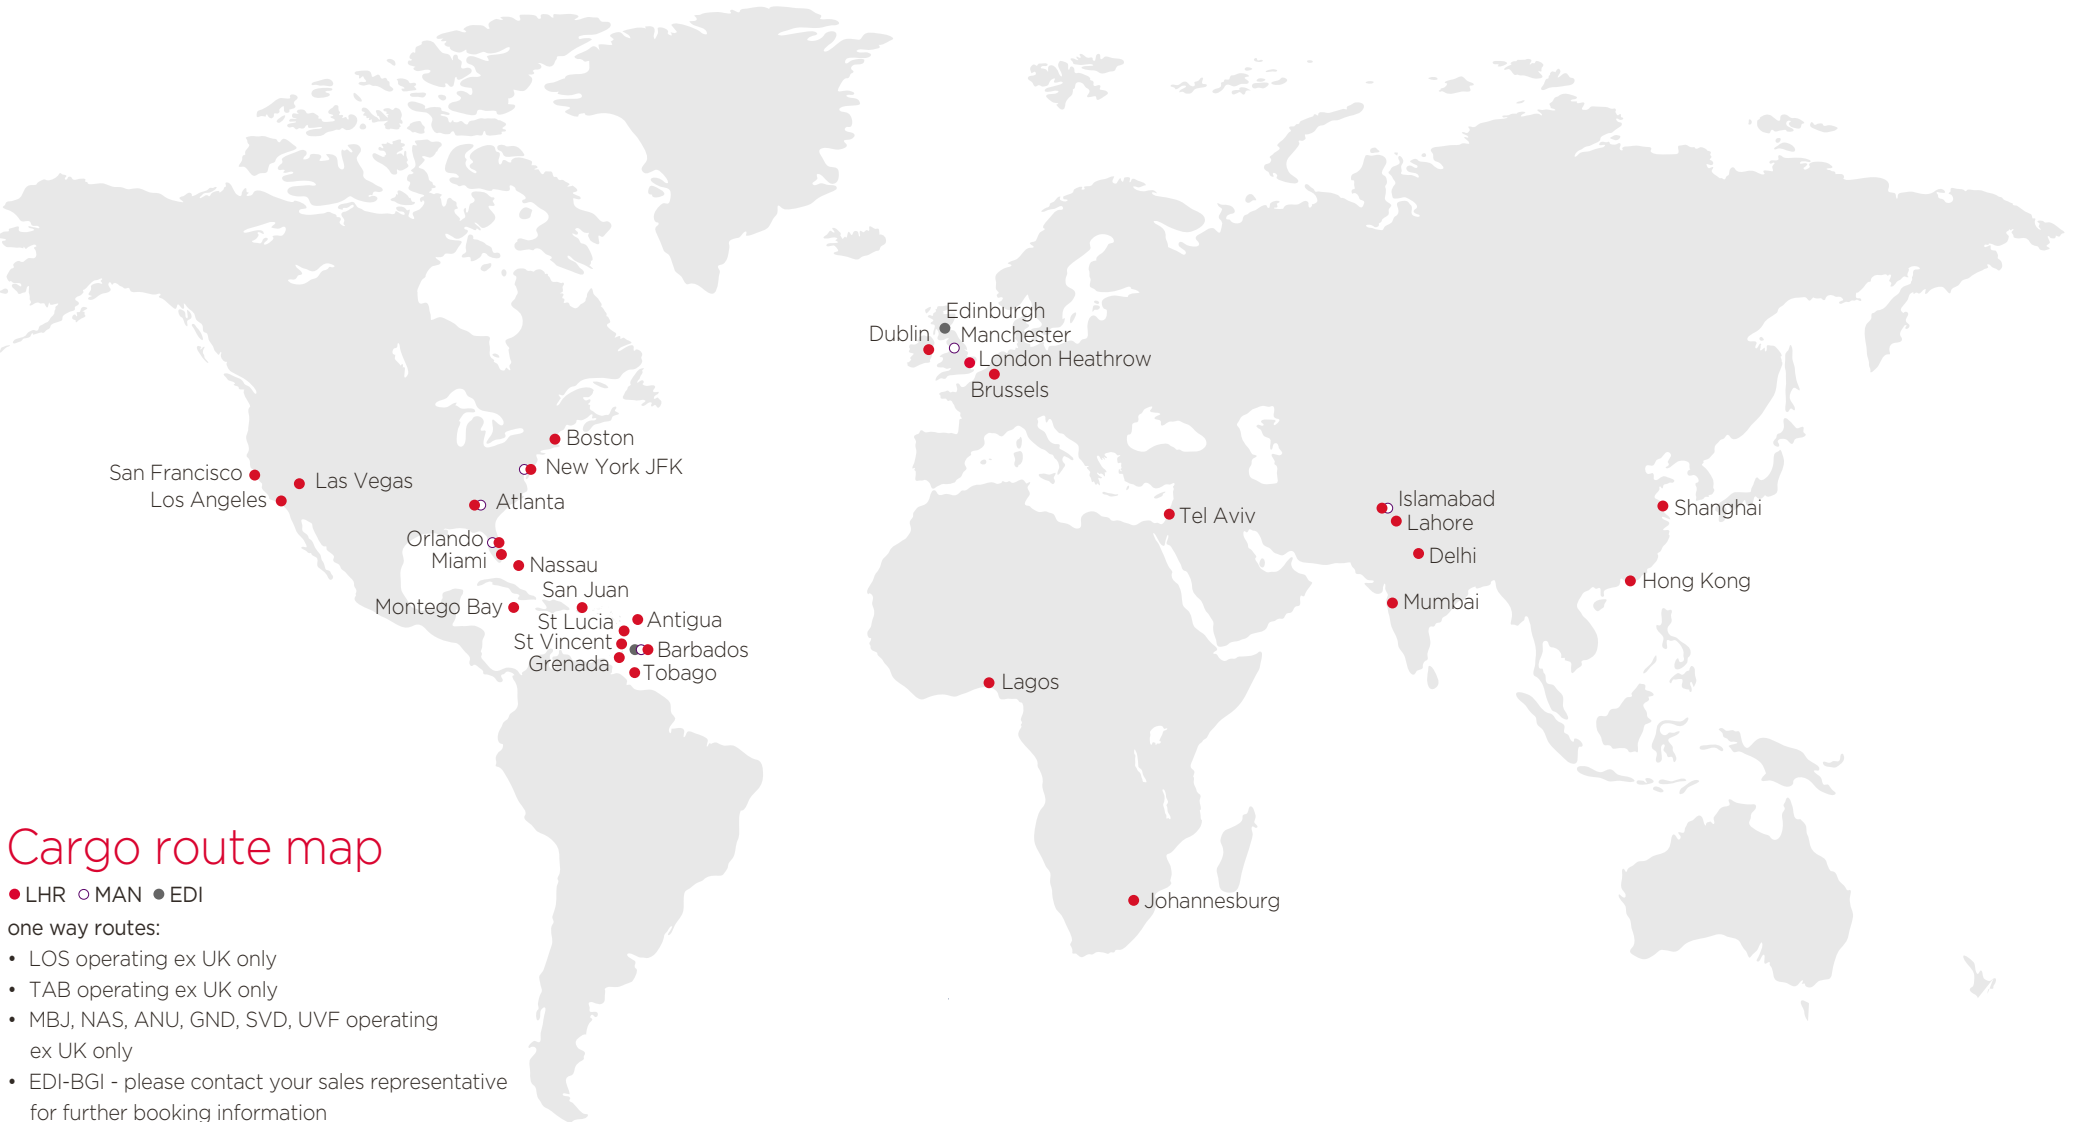 Edinburgh
Dublin
Manchester
London Heathrow
Brussels
Boston
New York JFK
San Francisco
Las Vegas
Los Angeles
Atlanta
Orlando
Miami
Nassau
San Juan
Montego Bay
St Lucia
Antigua
St Vincent
Barbados
Grenada
Tobago
Tel Aviv
Islamabad
Lahore
Delhi
Mumbai
Shanghai
Hong Kong
Lagos
Johannesburg
Cargo route map
LHR MAN EDI
one way routes:
• LOS operating ex UK only
• TAB operating ex UK only
• MBJ, NAS, ANU, GND, SVD, UVF operating
ex UK only
• EDI-BGI - please contact your sales representative
for further booking information